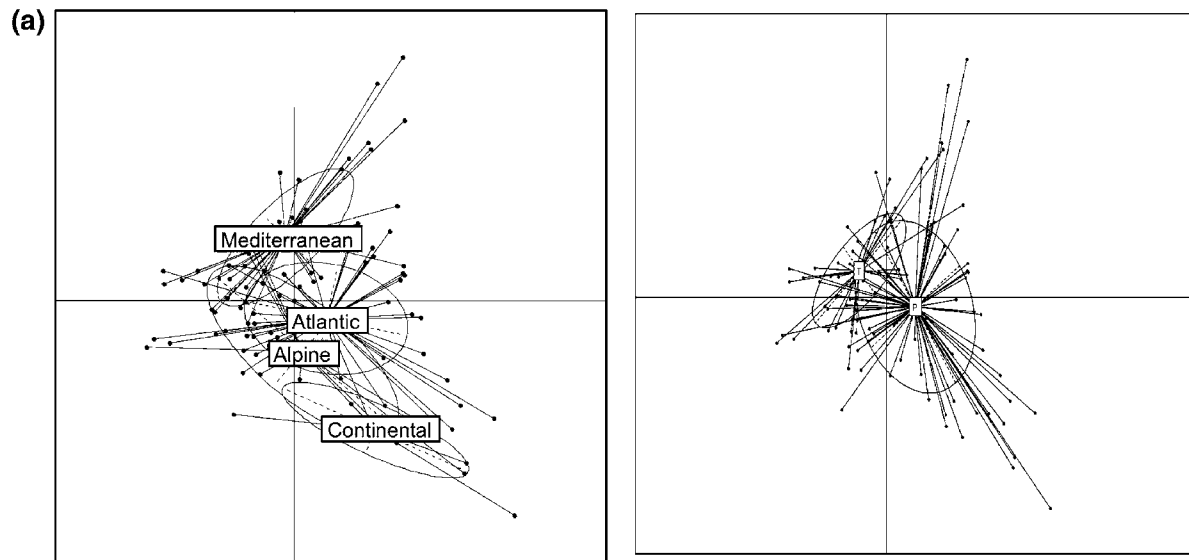 (a)
Mediterranean
T
Atlantic
P
Alpine
Continental